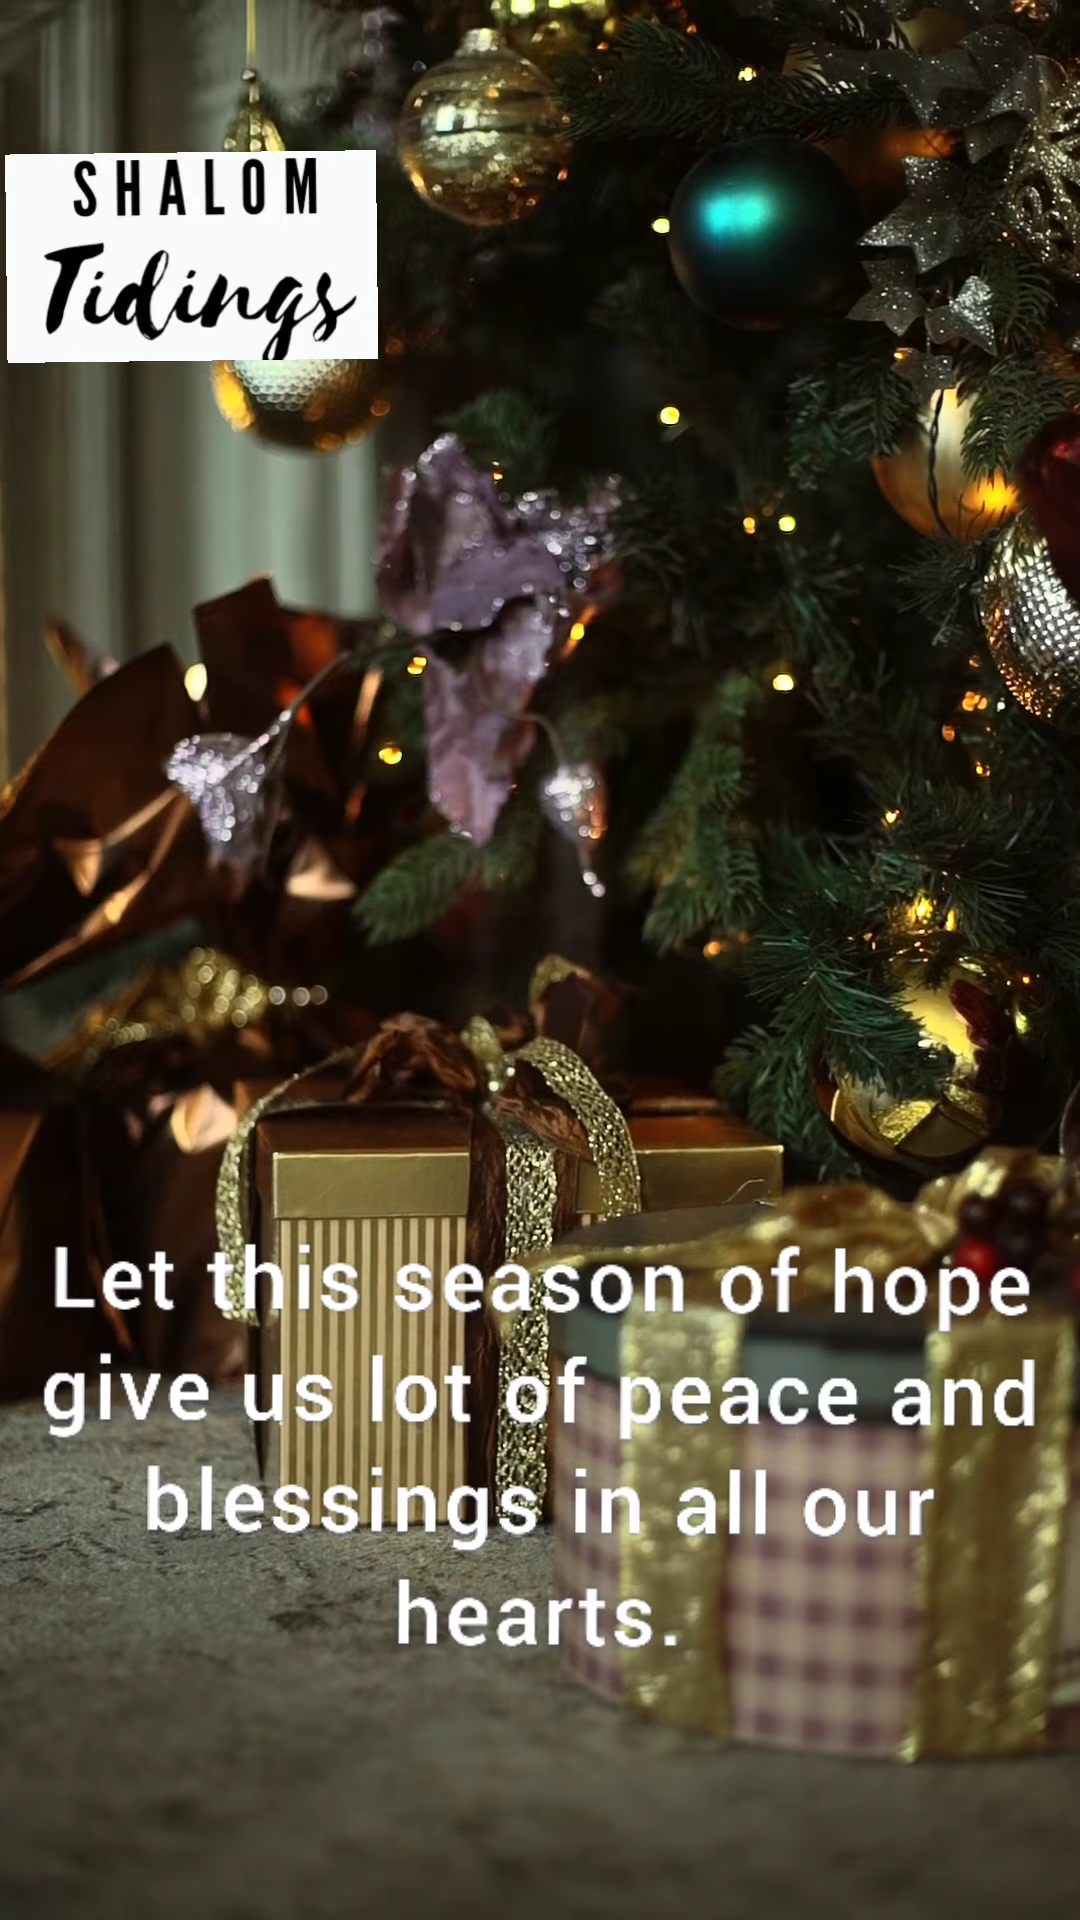 SHALOM
Tidings
Let this season of hope
give us lot of peace and
blessings in all our
hearts.